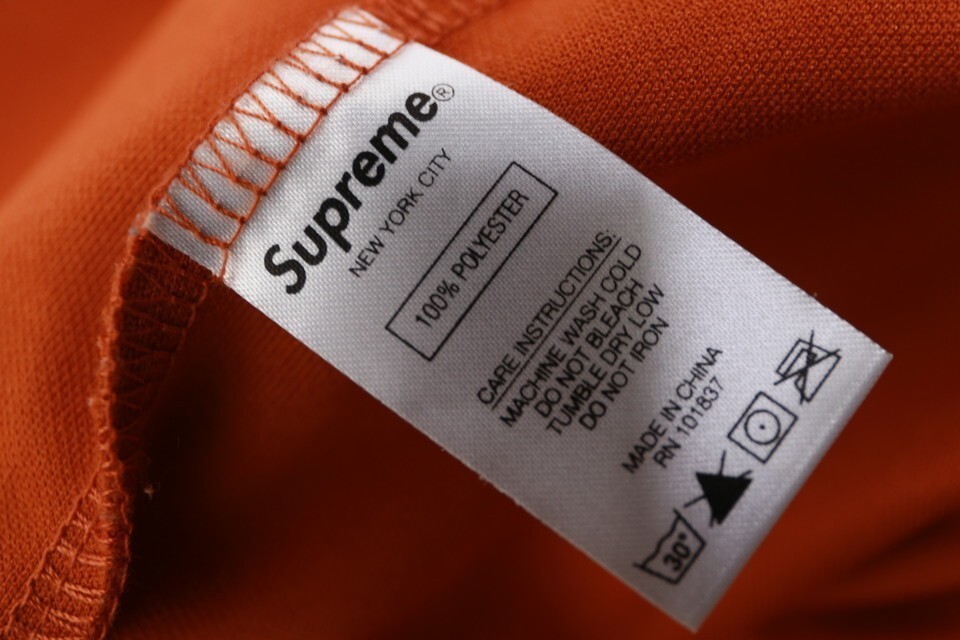 Supreme®
NEW YORK CITY
100% POLYESTER
CARE INSTRUCTIONS:
MACHINE WASH COLD
DO NOT BLEACH
TUMBLE DRY LOW
DO NOT IRON
MADE IN CHINA
RN 101837
30°